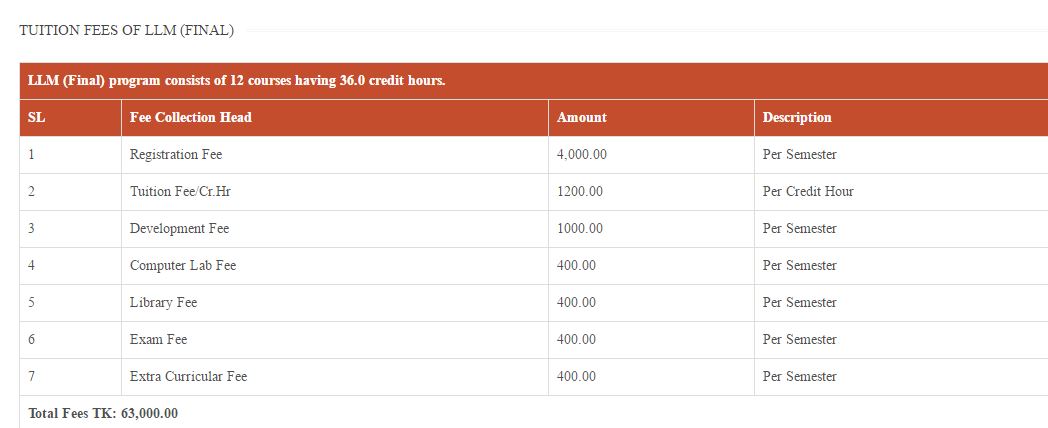 TUITION FEES OF LLM (FINAL)
LLM (Final) program consists of 12 courses having 36.0 credit hours.
SL Fee Collection Head Amount Description
1 Registration Fee 4,000.00 Per Semester
2 Tuition Fee/Cr.Hr 1200.00 Per Credit Hour
3 Development Fee 1000.00 Per Semester
4 Computer Lab Fee 400.00 Per Semester
5 Library Fee 400.00 Per Semester
6 Exam Fee 400.00 Per Semester
7 Extra Curricular Fee 400.00 Per Semester
Total Fees TK: 63,000.00